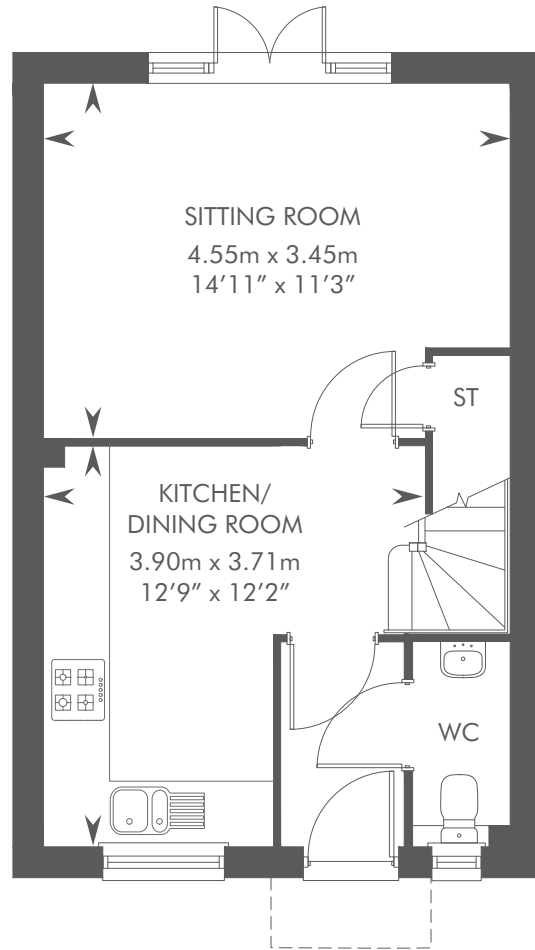 SITTING ROOM
4.55m x 3.45m
14’11” x 11’3”
ST
KITCHEN/
DINING ROOM
3.90m x 3.71m
12’9” x 12’2”
WC